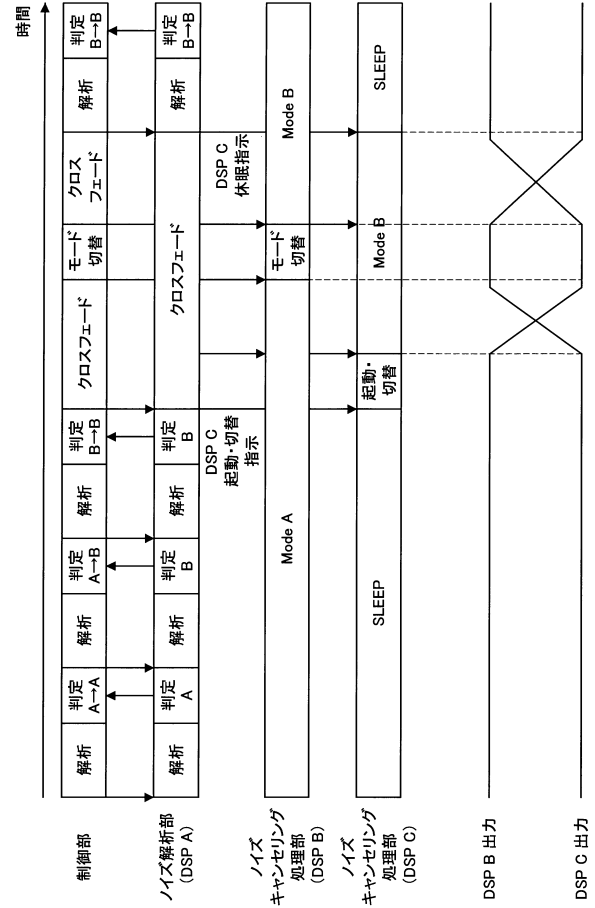 時間
制御部
解析
判定
A→A
解析
判定
A→B
解析
判定
B→B
クロスフェード
モード
切替
クロス
フェード
解析
判定
B→B
ノイズ解析部
(DSP A)
解析
判定
A
解析
判定
B
解析
判定
B
クロスフェード
解析
判定
B→B
DSP C
起動・切替
指示
DSP C
休眠指示
ノイズ
キャンセリング
処理部
(DSP B)
Mode A
モード
切替
Mode B
ノイズ
キャンセリング
処理部
(DSP C)
SLEEP
起動・
切替
Mode B
SLEEP
DSP B 出力
DSP C 出力